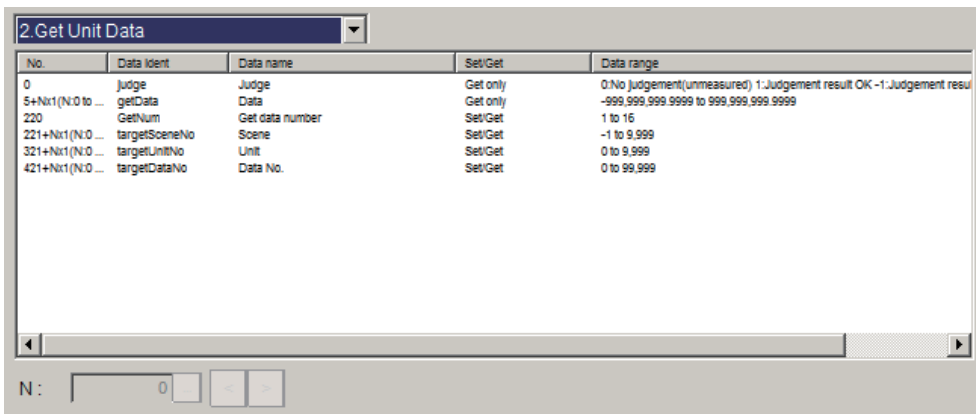 2.Get Unit Data
No. Data Ident Data name Set/Get Data range
0 Judge Judge Get only 0:No judgement(unmeasured) 1:Judgement result OK -1:Judgement resu
5+Nx1(N:0 to ... getData Data Get only -999,999,999.9999 to 999,999,999.9999
220 GetNum Get data number Set/Get 1 to 16
221+Nx1(N:0 ... targetSceneNo Scene Set/Get -1 to 9,999
321+Nx1(N:0 ... targetUnitNo Unit Set/Get 0 to 9,999
421+Nx1(N:0 ... targetDataNo Data No. Set/Get 0 to 99,999
N : 0 ... < >